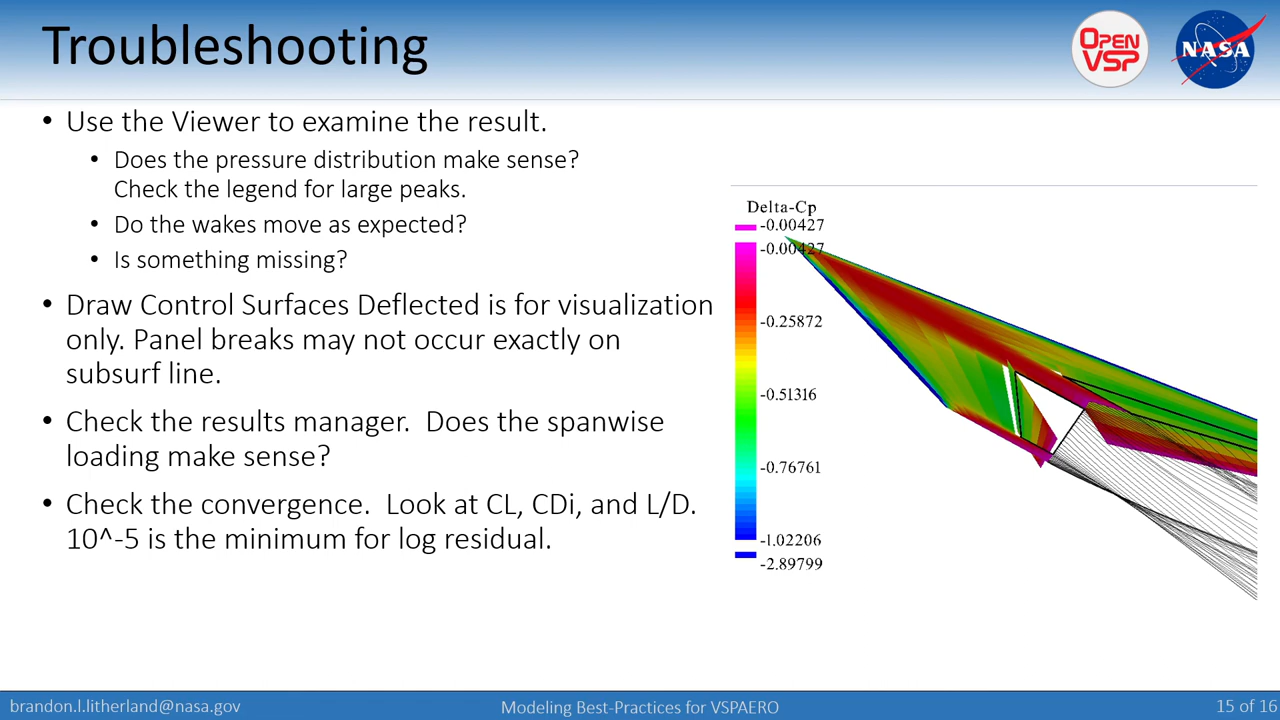 Troubleshooting
OPEN
VSP
NASA
• Use the Viewer to examine the result.
• Does the pressure distribution make sense?
Check the legend for large peaks.
• Do the wakes move as expected?
• Is something missing?
• Draw Control Surfaces Deflected is for visualization
only. Panel breaks may not occur exactly on
subsurf line.
• Check the results manager.  Does the spanwise
loading make sense?
• Check the convergence.  Look at CL, CDi, and L/D.
10^-5 is the minimum for log residual.
Delta-Cp
-0.00427
-0.00427
-0.25872
-0.51316
-0.76761
-1.02206
-2.89799
brandon.l.litherland@nasa.gov
Modeling Best-Practices for VSPAERO
15 of 16